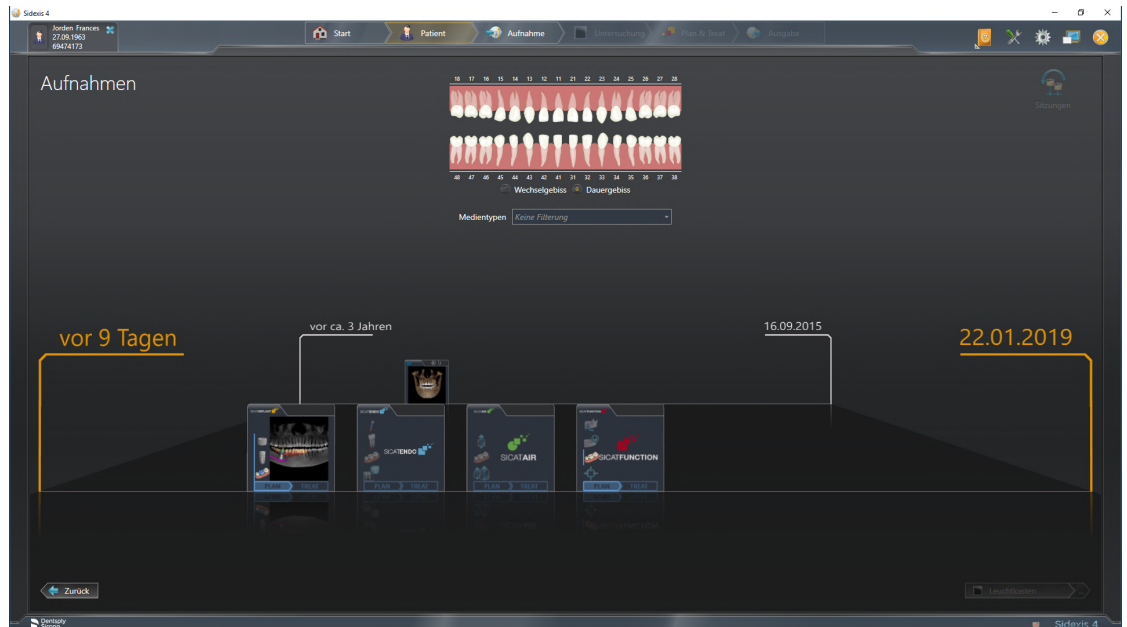 Sidexis 4
Jorden Frances
27.09.1963
69474173
Start
Patient
Aufnahme
Untersuchung
Plan & Treat
Ausgabe
Aufnahmen
Sitzungen
18 17 16 15 14 13 12 11 21 22 23 24 25 26 27 28
48 47 46 45 44 43 42 41 31 32 33 34 35 36 37 38
Wechselgebiss Dauergebiss
Medientypen Keine Filterung
vor 9 Tagen
vor ca. 3 Jahren
16.09.2015
22.01.2019
SICATIMPLANT
SICATENDO
SICATAIR
SICATFUNCTION
SICATENDO
SICATAIR
SICATFUNCTION
PLAN TREAT
PLAN TREAT
PLAN TREAT
PLAN TREAT
Zurück
Leuchtkasten
Dentsply
Sirona
Sidexis 4